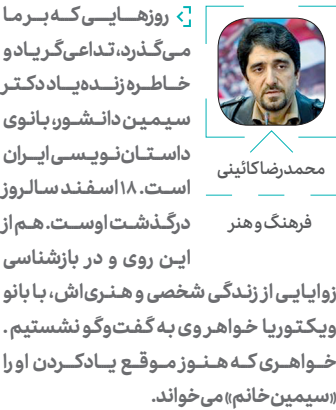 روزهایی که بر ما
می‌گذرد، تداعی‌گر یاد و
خاطره زنده‌یاد دکتر
سیمین دانشور، بانوی
داستان‌نویسی ایران
است. ۱۸ اسفند سالروز
درگذشت اوست. هم از
این روی و در بازشناسی
زوایایی از زندگی شخصی و هنری‌اش، با بانو
ویکتوریا خواهر وی به گفت‌وگو نشستیم.
خواهری که هنوز موقع یادکردن او را
«سیمین‌خانم» می‌خواند.
محمدرضا کائینی
فرهنگ و هنر